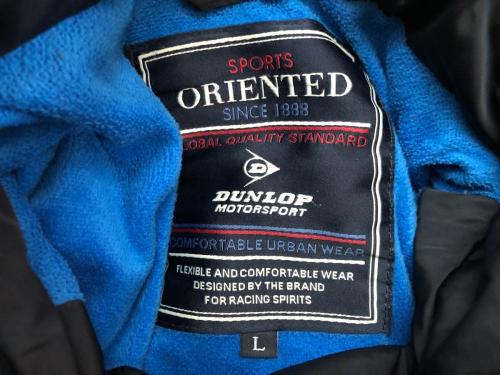 SPORTS
ORIENTED
SINCE 1888
GLOBAL QUALITY STANDARD
D
DUNLOP
MOTORSPORT
COMFORTABLE URBAN WEAR
FLEXIBLE AND COMFORTABLE WEAR
DESIGNED BY THE BRAND
FOR RACING SPIRITS
L